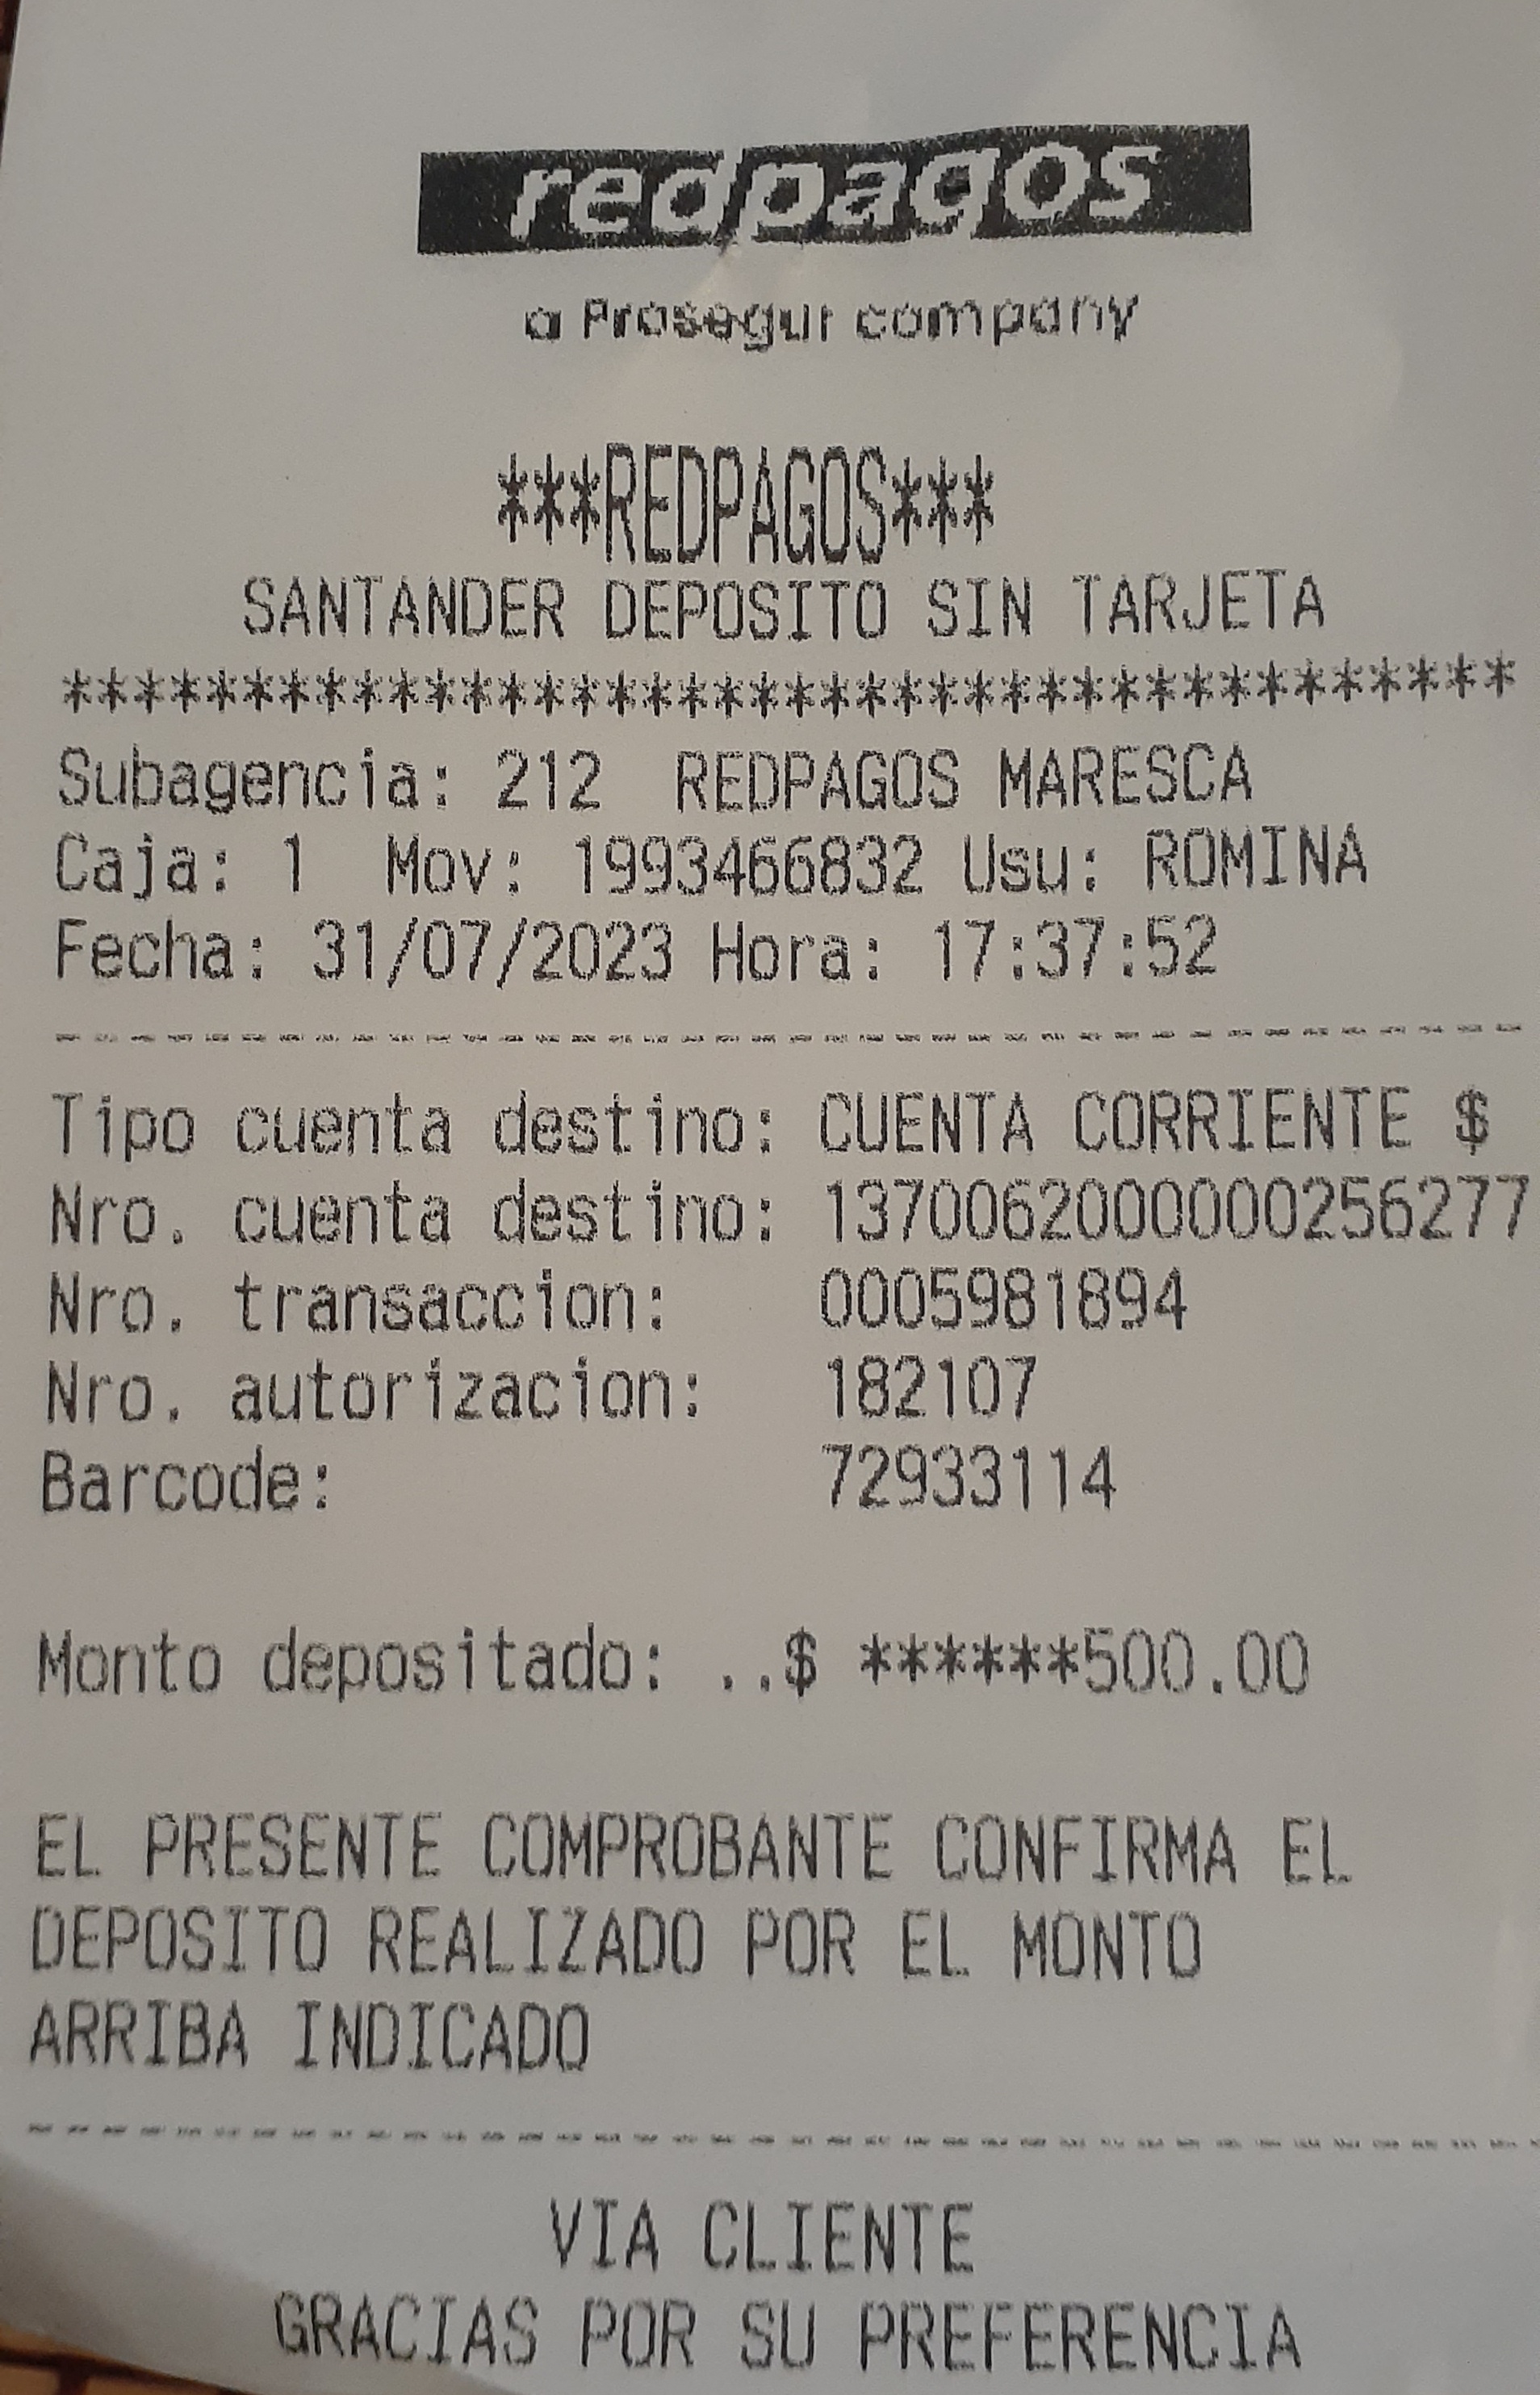 redpagos
a Prosegur company
***REDPAGOS***
SANTANDER DEPOSITO SIN TARJETA
*****************************************
Subagencia: 212 REDPAGOS MARESCA
Caja: 1 Mov: 1993466832 Usu: ROMINA
Fecha: 31/07/2023 Hora: 17:37:52
----------------------------------------
Tipo cuenta destino: CUENTA CORRIENTE $
Nro. cuenta destino: 1370062000000256277
Nro. transaccion: 0005981894
Nro. autorizacion: 182107
Barcode: 72933114
Monto depositado: ..$ ******500.00
EL PRESENTE COMPROBANTE CONFIRMA EL
DEPOSITO REALIZADO POR EL MONTO
ARRIBA INDICADO
----------------------------------------
VIA CLIENTE
GRACIAS POR SU PREFERENCIA